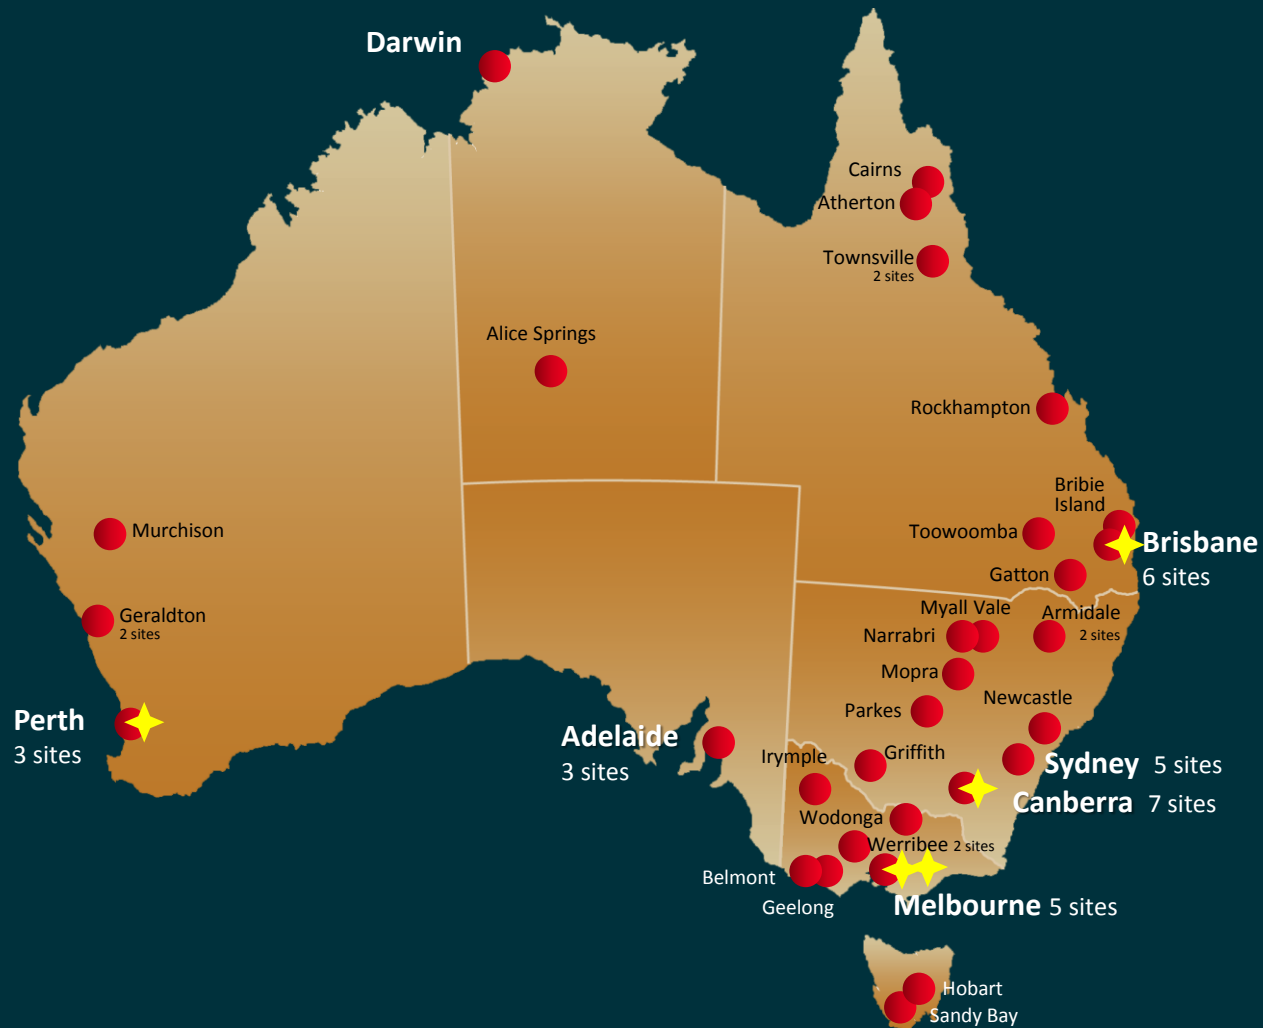 Darwin
Cairns
Atherton
Townsville
2 sites
Alice Springs
Rockhampton
Bribie
Island
Murchison
Toowoomba
Brisbane
6 sites
Gatton
Geraldton
2 sites
Myall Vale
Armidale
2 sites
Narrabri
Mopra
Newcastle
Parkes
Perth
3 sites
Adelaide
3 sites
Irymple
Griffith
Sydney 5 sites
Canberra 7 sites
Wodonga
Werribee 2 sites
Belmont
Geelong
Melbourne 5 sites
Hobart
Sandy Bay